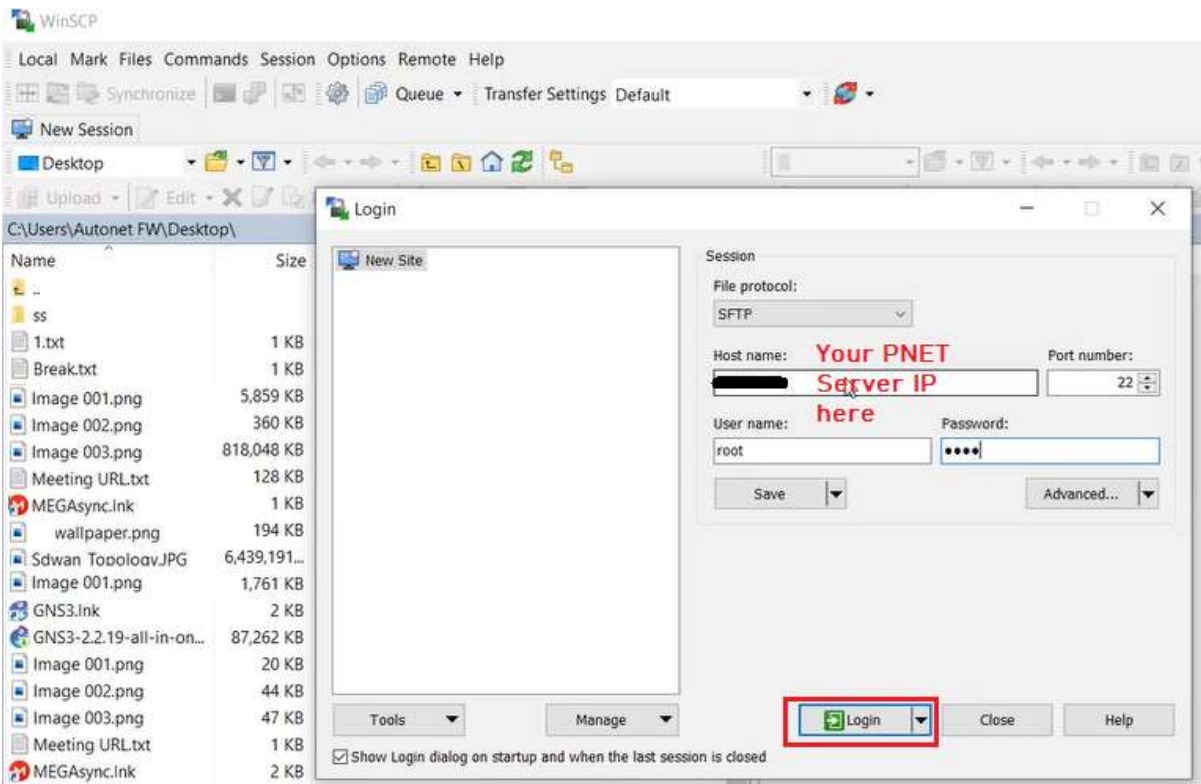 WinSCP
Local Mark Files Commands Session Options Remote Help
Synchronize Queue Transfer Settings Default
New Session
Desktop
Upload Edit
C:\Users\Autonet FW\Desktop\
Name Size
..
ss
1.txt 1 KB
Break.txt 1 KB
Image 001.png 5,859 KB
Image 002.png 360 KB
Image 003.png 818,048 KB
Meeting URL.txt 128 KB
MEGAsync.lnk 1 KB
wallpaper.png 194 KB
Sdwan Topology.JPG 6,439,191...
Image 001.png 1,761 KB
GNS3.lnk 2 KB
GNS3-2.2.19-all-in-on... 87,262 KB
Image 001.png 20 KB
Image 002.png 44 KB
Image 003.png 47 KB
Meeting URL.txt 1 KB
MEGAsync.lnk 2 KB
Login
New Site
Session
File protocol:
SFTP
Host name: Port number:
Your PNET
Server IP
here
22
User name: Password:
root ••••
Save Advanced...
Tools Manage Login Close Help
Show Login dialog on startup and when the last session is closed